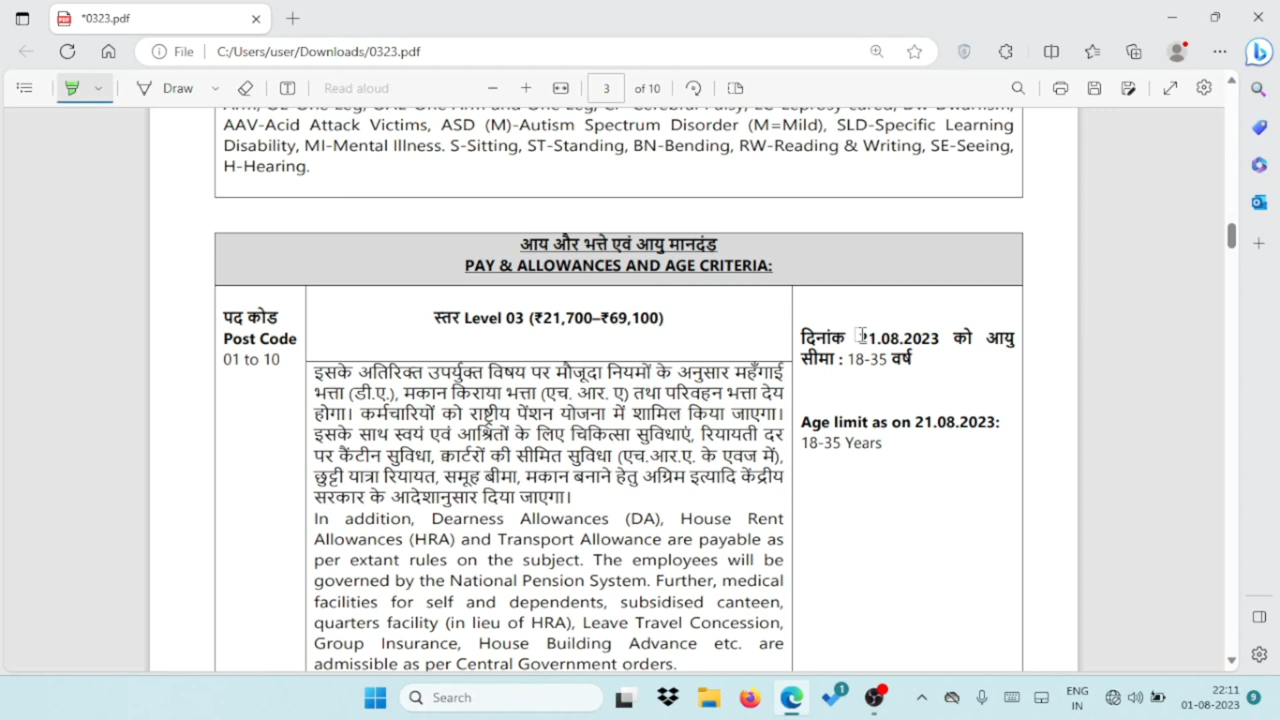 *0323.pdf
File
C:/Users/user/Downloads/0323.pdf
Draw
Read aloud
3
of 10
AAV-Acid Attack Victims, ASD (M)-Autism Spectrum Disorder (M=Mild), SLD-Specific Learning
Disability, MI-Mental Illness. S-Sitting, ST-Standing, BN-Bending, RW-Reading & Writing, SE-Seeing,
H-Hearing.
आय और भत्ते एवं आयु मानदंड
PAY & ALLOWANCES AND AGE CRITERIA:
पद कोड
Post Code
01 to 10
स्तर Level 03 (₹21,700–₹69,100)
इसके अतिरिक्त उपर्युक्त विषय पर मौजूदा नियमों के अनुसार महँगाई
भत्ता (डी.ए.), मकान किराया भत्ता (एच. आर. ए) तथा परिवहन भत्ता देय
होगा। कर्मचारियों को राष्ट्रीय पेंशन योजना में शामिल किया जाएगा।
इसके साथ स्वयं एवं आश्रितों के लिए चिकित्सा सुविधाएं, रियायती दर
पर कैंटीन सुविधा, क्वार्टरों की सीमित सुविधा (एच.आर.ए. के एवज में),
छुट्टी यात्रा रियायत, समूह बीमा, मकान बनाने हेतु अग्रिम इत्यादि केंद्रीय
सरकार के आदेशानुसार दिया जाएगा।
In addition, Dearness Allowances (DA), House Rent
Allowances (HRA) and Transport Allowance are payable as
per extant rules on the subject. The employees will be
governed by the National Pension System. Further, medical
facilities for self and dependents, subsidised canteen,
quarters facility (in lieu of HRA), Leave Travel Concession,
Group Insurance, House Building Advance etc. are
admissible as per Central Government orders.
दिनांक 21.08.2023 को आयु
सीमा : 18-35 वर्ष
Age limit as on 21.08.2023:
18-35 Years
Search
1
ENG
IN
22:11
01-08-2023
9